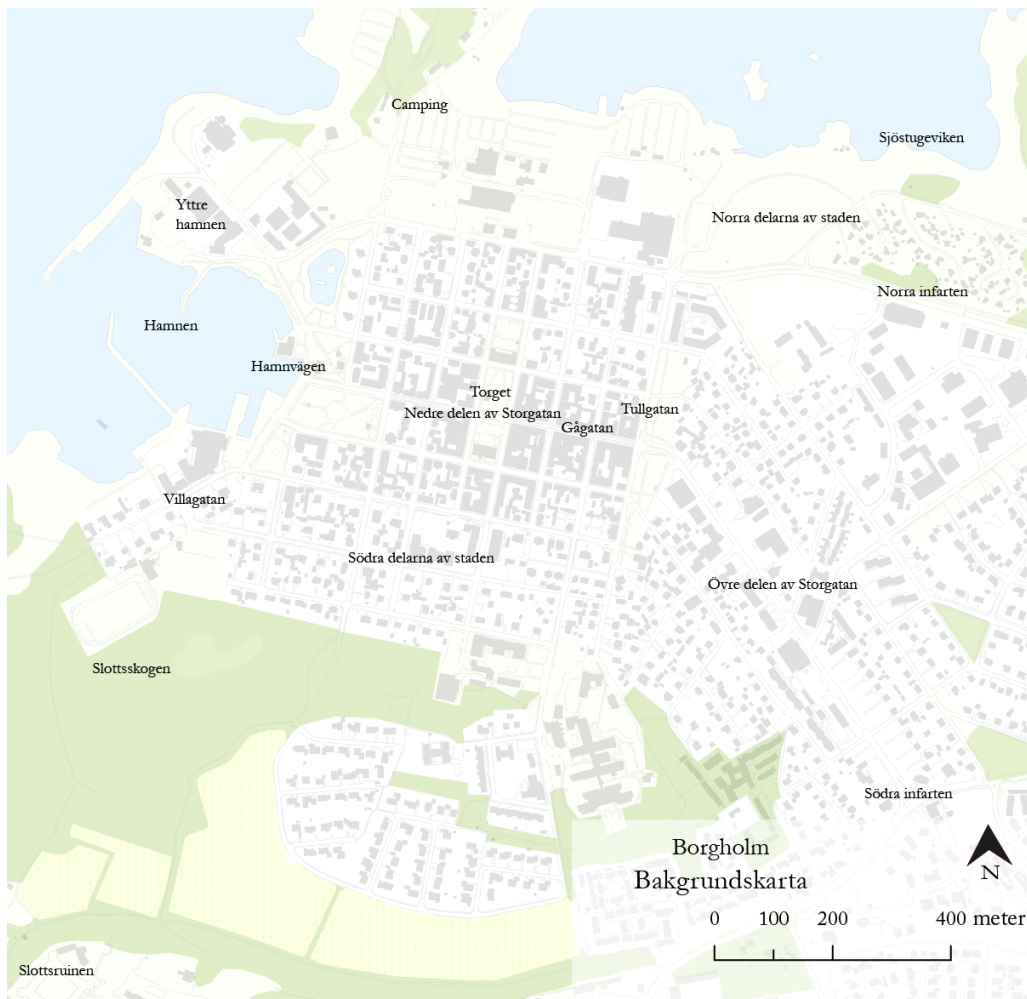 Camping
Sjöstugeviken
Yttre
hamnen
Norra delarna av staden
Norra infarten
Hamnen
Hamnvägen
Torget
Nedre delen av Storgatan
Tullgatan
Gågatan
Villagatan
Södra delarna av staden
Övre delen av Storgatan
Slottsskogen
Södra infarten
Borgholm
Bakgrundskarta
N
0 100 200 400 meter
Slottsruinen